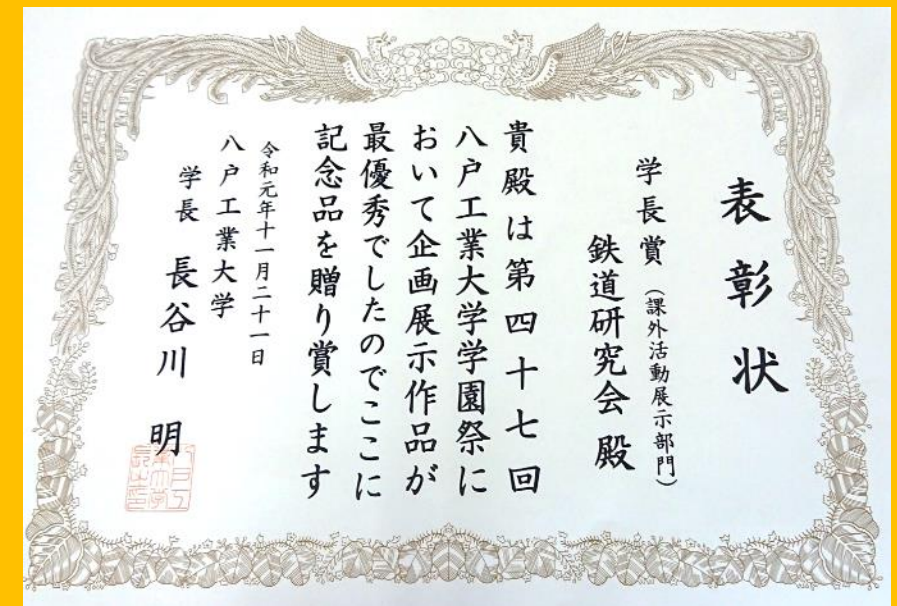 表彰状
学長賞（課外活動展示部門）
鉄道研究会 殿
貴殿は第四十七回
八戸工業大学学園祭に
おいて企画展示作品が
最優秀でしたのでここに
記念品を贈り賞します
令和元年十一月二十一日
八戸工業大学
学長 長谷川 明